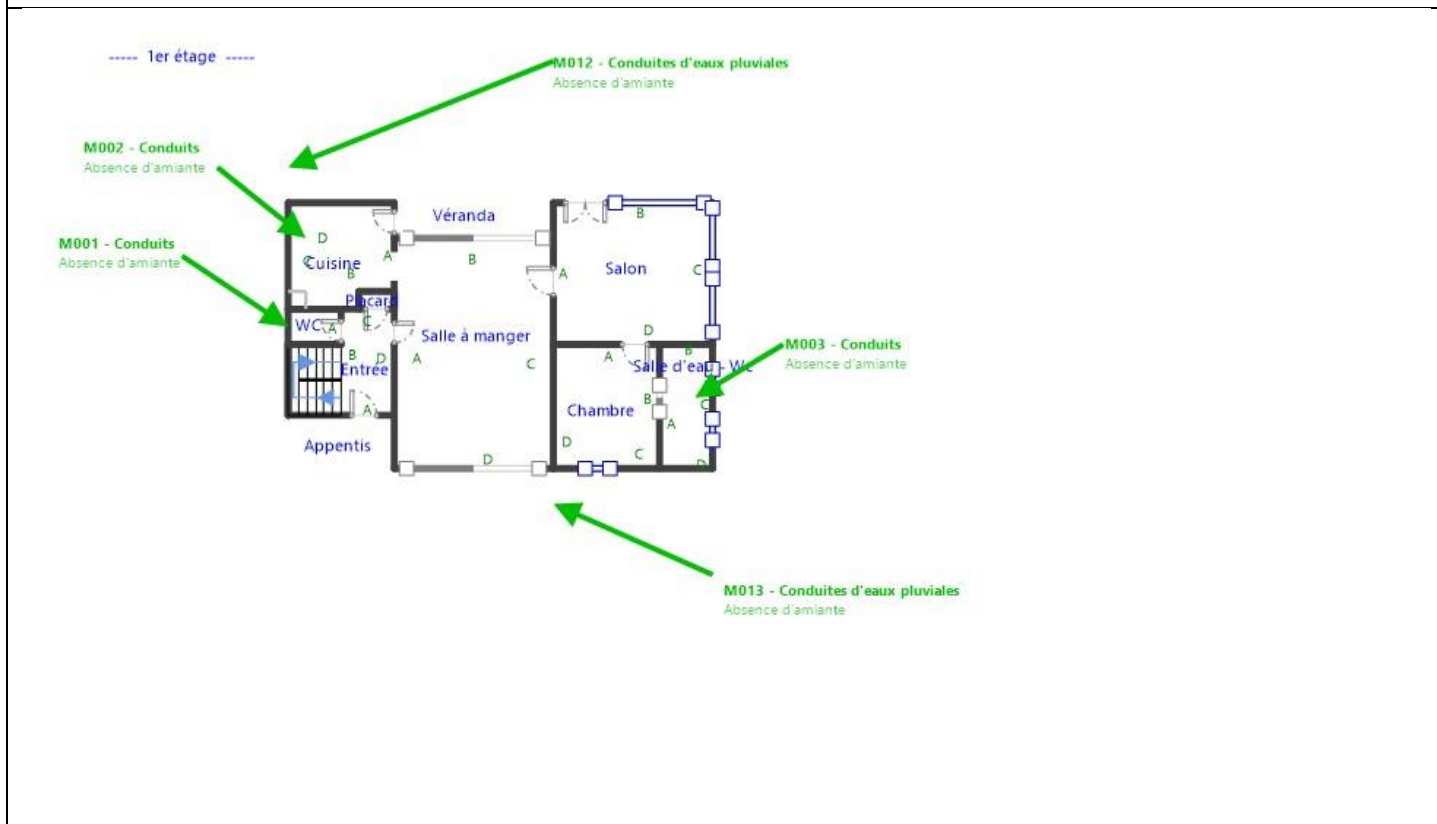 ----- 1er étage -----
M012 - Conduites d'eaux pluviales
Absence d'amiante
M002 - Conduits
Absence d'amiante
M001 - Conduits
Absence d'amiante
Véranda
B
D
Cuisine
C
B
A
B
Salon
A
B
C
D
Placard
C
WC
A
Salle à manger
A
C
D
B
D
Entrée
A
Appentis
M003 - Conduits
Absence d'amiante
Salle d'eau - Wc
B
C
A
D
Chambre
A
B
C
D
M013 - Conduites d'eaux pluviales
Absence d'amiante